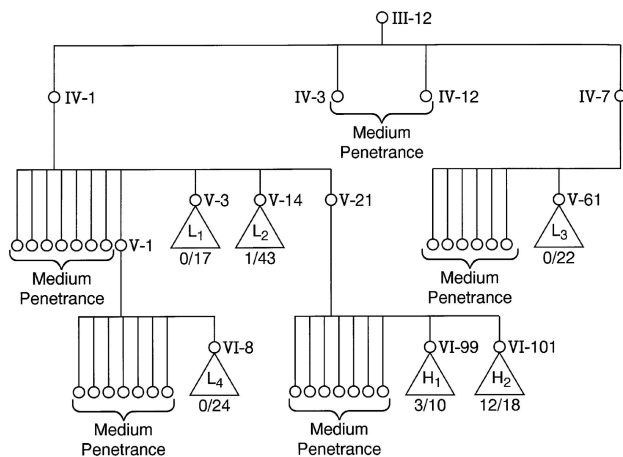 III-12
IV-1
IV-3
IV-12
IV-7
Medium
Penetrance
V-3
V-14
V-21
V-61
L1
L2
L3
0/17
1/43
0/22
V-1
Medium
Penetrance
Medium
Penetrance
VI-8
VI-99
VI-101
L4
H1
H2
0/24
3/10
12/18
Medium
Penetrance
Medium
Penetrance